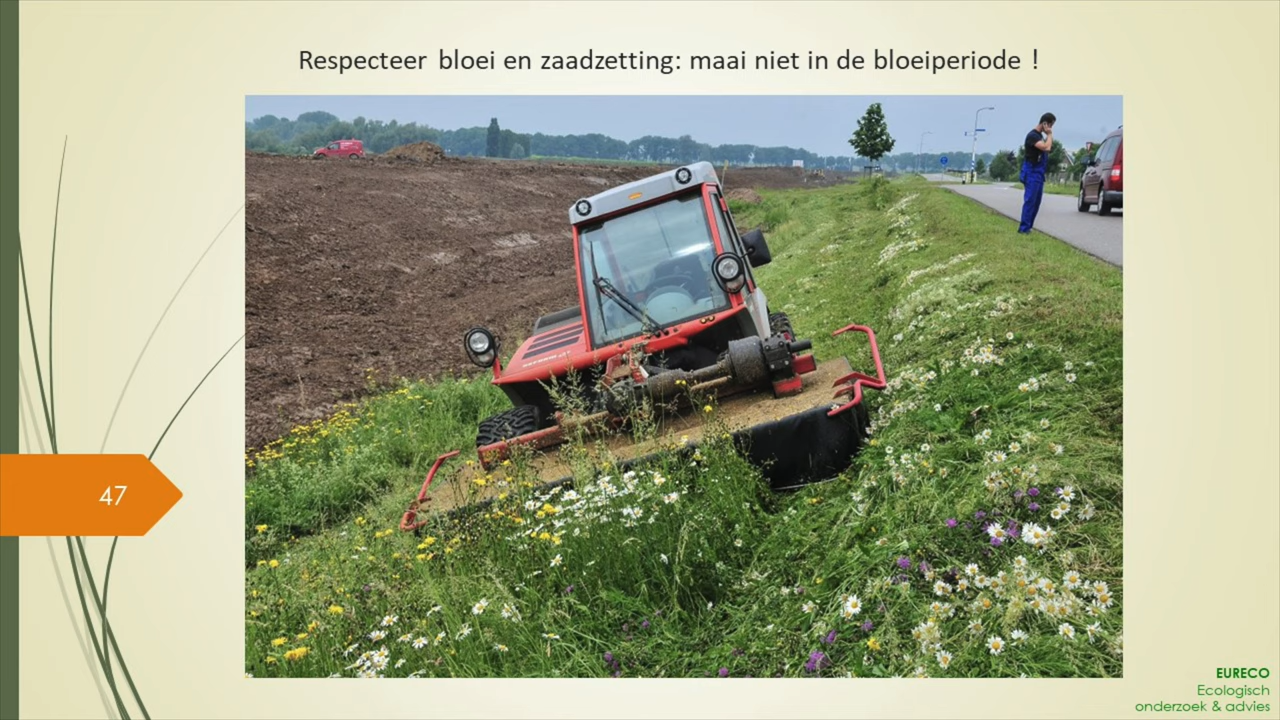 Respecteer bloei en zaadzetting: maai niet in de bloeiperiode !
47
EURECO
Ecologisch
onderzoek & advies